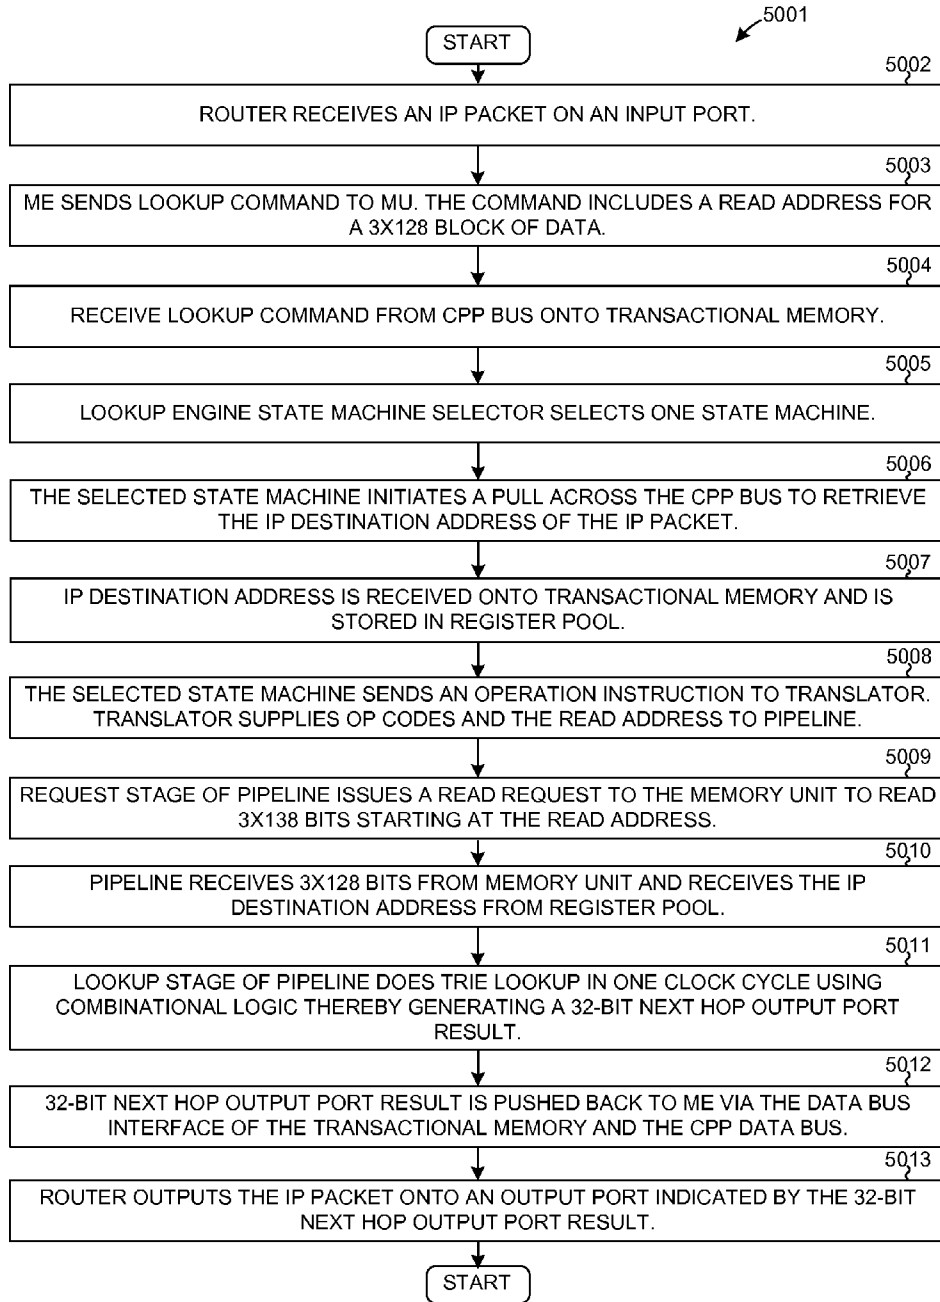 5001
START
5002
ROUTER RECEIVES AN IP PACKET ON AN INPUT PORT.
5003
ME SENDS LOOKUP COMMAND TO MU. THE COMMAND INCLUDES A READ ADDRESS FOR
A 3X128 BLOCK OF DATA.
5004
RECEIVE LOOKUP COMMAND FROM CPP BUS ONTO TRANSACTIONAL MEMORY.
5005
LOOKUP ENGINE STATE MACHINE SELECTOR SELECTS ONE STATE MACHINE.
5006
THE SELECTED STATE MACHINE INITIATES A PULL ACROSS THE CPP BUS TO RETRIEVE
THE IP DESTINATION ADDRESS OF THE IP PACKET.
5007
IP DESTINATION ADDRESS IS RECEIVED ONTO TRANSACTIONAL MEMORY AND IS
STORED IN REGISTER POOL.
5008
THE SELECTED STATE MACHINE SENDS AN OPERATION INSTRUCTION TO TRANSLATOR.
TRANSLATOR SUPPLIES OP CODES AND THE READ ADDRESS TO PIPELINE.
5009
REQUEST STAGE OF PIPELINE ISSUES A READ REQUEST TO THE MEMORY UNIT TO READ
3X138 BITS STARTING AT THE READ ADDRESS.
5010
PIPELINE RECEIVES 3X128 BITS FROM MEMORY UNIT AND RECEIVES THE IP
DESTINATION ADDRESS FROM REGISTER POOL.
5011
LOOKUP STAGE OF PIPELINE DOES TRIE LOOKUP IN ONE CLOCK CYCLE USING
COMBINATIONAL LOGIC THEREBY GENERATING A 32-BIT NEXT HOP OUTPUT PORT
RESULT.
5012
32-BIT NEXT HOP OUTPUT PORT RESULT IS PUSHED BACK TO ME VIA THE DATA BUS
INTERFACE OF THE TRANSACTIONAL MEMORY AND THE CPP DATA BUS.
5013
ROUTER OUTPUTS THE IP PACKET ONTO AN OUTPUT PORT INDICATED BY THE 32-BIT
NEXT HOP OUTPUT PORT RESULT.
START